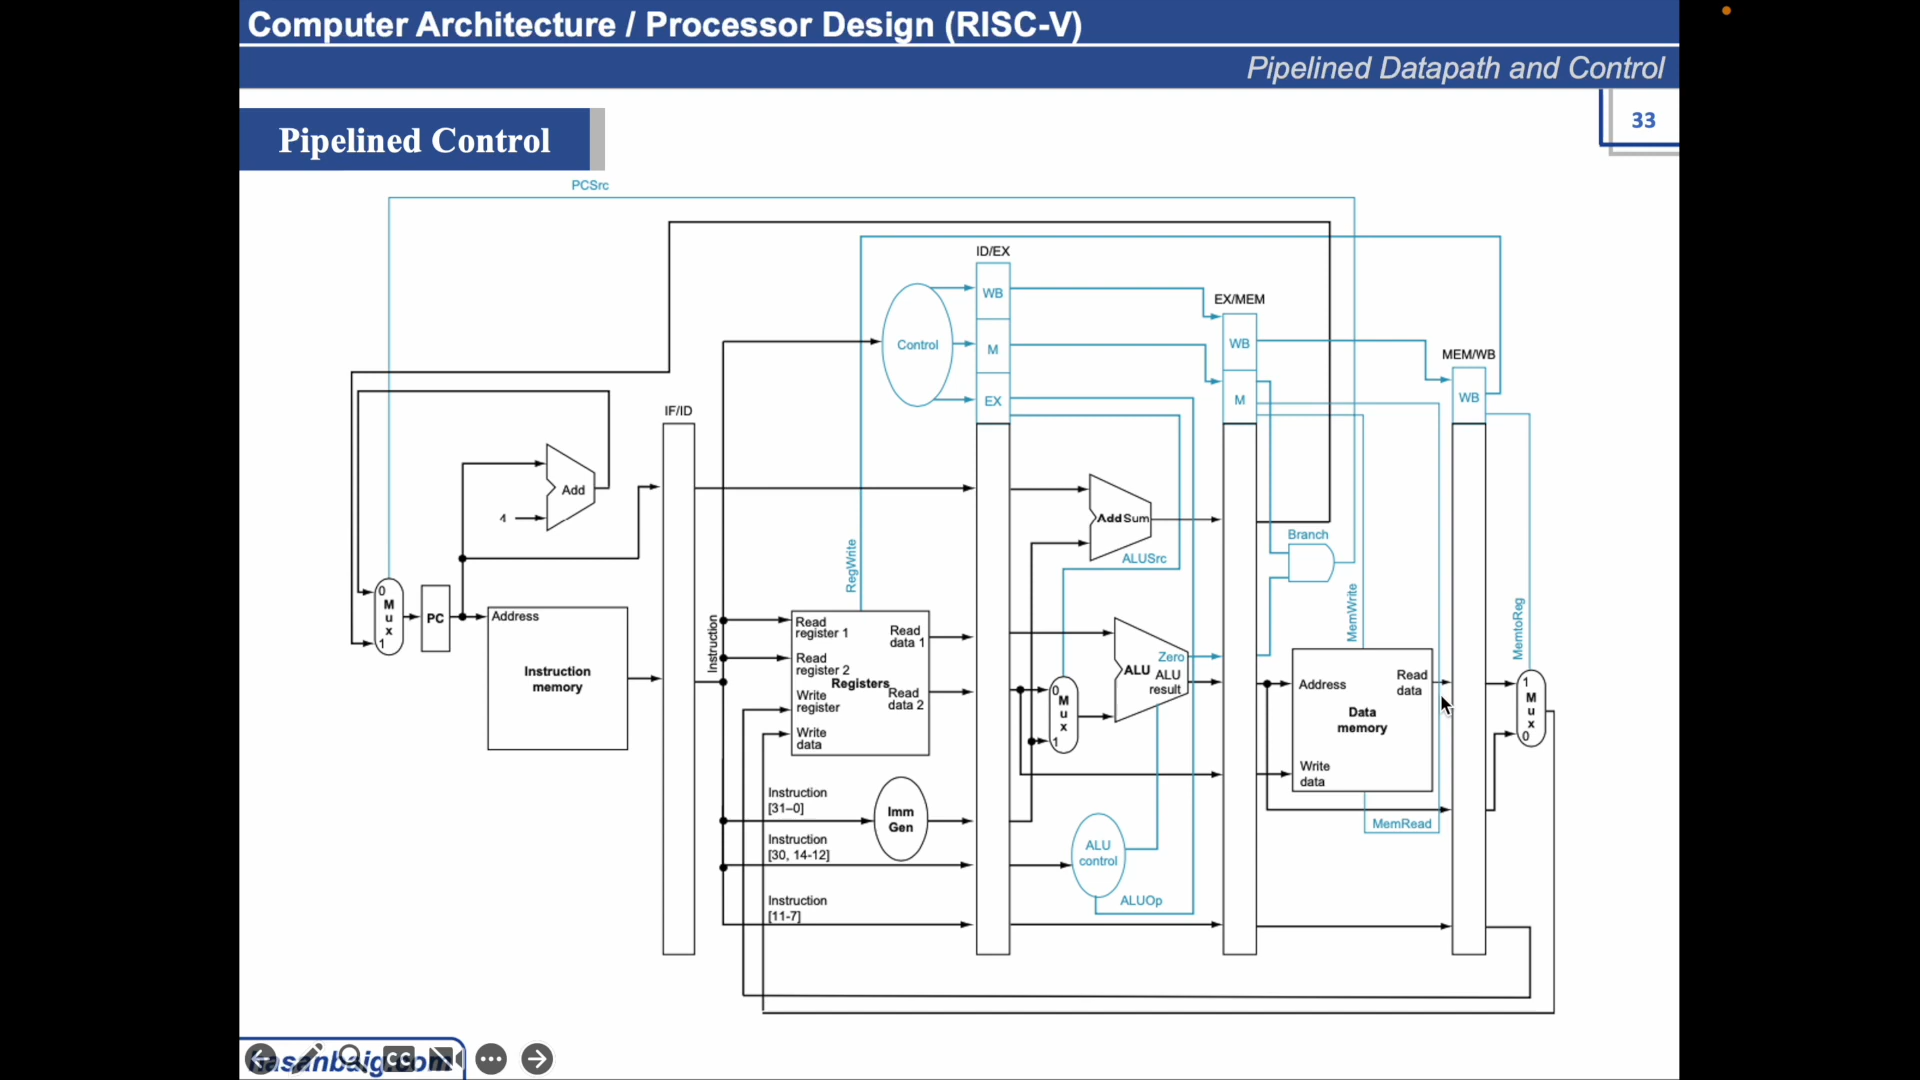 Computer Architecture / Processor Design (RISC-V)
Pipelined Datapath and Control
33
Pipelined Control
PCSrc
ID/EX
WB
EX/MEM
Control
M
WB
MEM/WB
EX
M
WB
IF/ID
Add
4
Add Sum
Branch
ALUSrc
RegWrite
MemWrite
MemtoReg
0
M
u
x
1
PC
Address
Instruction
memory
Instruction
Read
register 1
Read
data 1
Read
register 2
Registers
Write
register
Read
data 2
Write
data
0
M
u
x
1
Zero
ALU
ALU
result
Address
Read
data
Data
memory
Write
data
1
M
u
x
0
MemRead
Instruction
[31–0]
Imm
Gen
Instruction
[30, 14-12]
ALU
control
ALUOp
Instruction
[11-7]
hasanbaig.com
CC